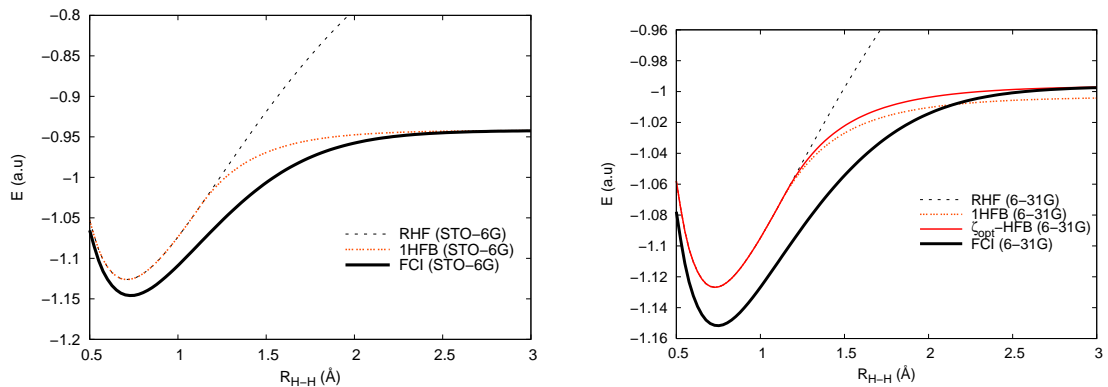 -0.8
-0.85
-0.9
-0.95
-1
-1.05
-1.1
-1.15
-1.2
E (a.u)
0.5 1 1.5 2 2.5 3
R_H-H (Å)
RHF (STO-6G)
1HFB (STO-6G)
FCI (STO-6G)
-0.96
-0.98
-1
-1.02
-1.04
-1.06
-1.08
-1.1
-1.12
-1.14
-1.16
E (a.u)
0.5 1 1.5 2 2.5 3
R_H-H (Å)
RHF (6-31G)
1HFB (6-31G)
ζ_opt-HFB (6-31G)
FCI (6-31G)